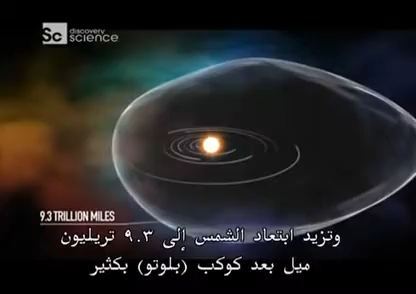 Sc discovery
science
9.3 TRILLION MILES
وتزيد ابتعاد الشمس إلى ٩.٣ تريليون
ميل بعد كوكب (بلوتو) بكثير